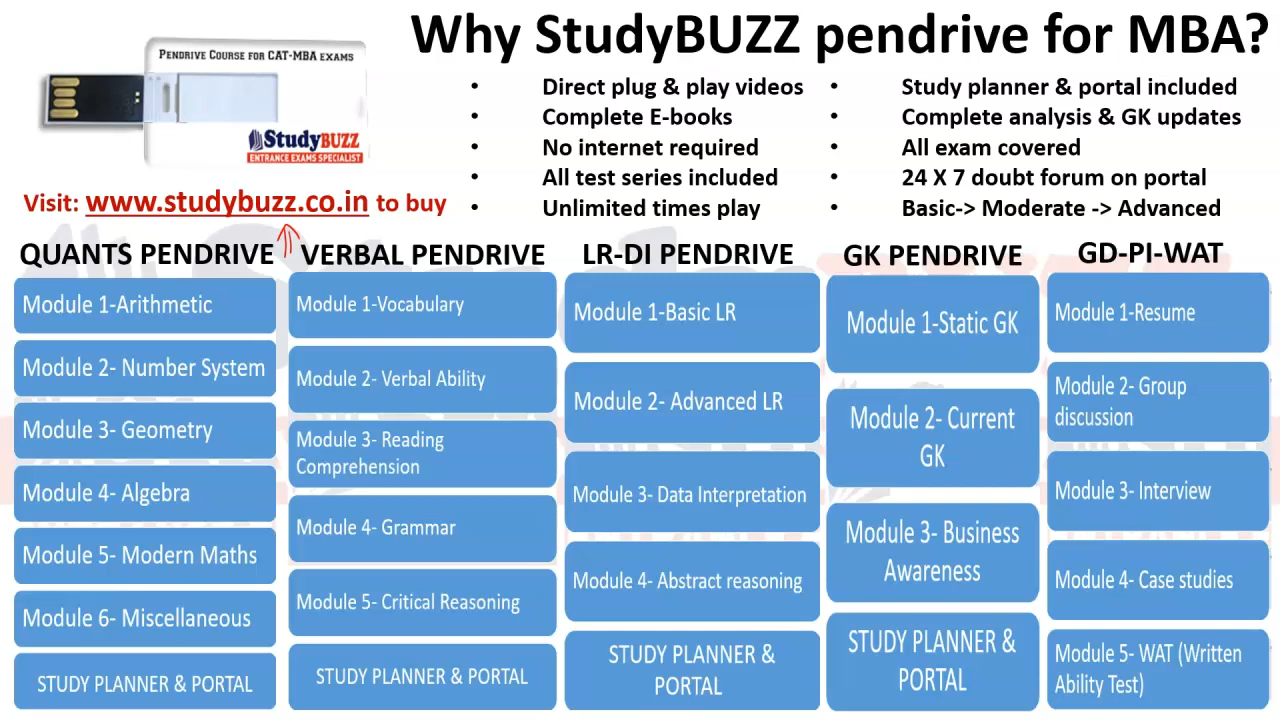 Why StudyBUZZ pendrive for MBA?
PENDRIVE COURSE FOR CAT-MBA EXAMS
StudyBUZZ
ENTRANCE EXAMS SPECIALIST
Visit: www.studybuzz.co.in to buy
• Direct plug & play videos
• Complete E-books
• No internet required
• All test series included
• Unlimited times play
• Study planner & portal included
• Complete analysis & GK updates
• All exam covered
• 24 X 7 doubt forum on portal
• Basic-> Moderate -> Advanced
QUANTS PENDRIVE
Module 1-Arithmetic
Module 2- Number System
Module 3- Geometry
Module 4- Algebra
Module 5- Modern Maths
Module 6- Miscellaneous
STUDY PLANNER & PORTAL
VERBAL PENDRIVE
Module 1-Vocabulary
Module 2- Verbal Ability
Module 3- Reading
Comprehension
Module 4- Grammar
Module 5- Critical Reasoning
STUDY PLANNER & PORTAL
LR-DI PENDRIVE
Module 1-Basic LR
Module 2- Advanced LR
Module 3- Data Interpretation
Module 4- Abstract reasoning
STUDY PLANNER &
PORTAL
GK PENDRIVE
Module 1-Static GK
Module 2- Current
GK
Module 3- Business
Awareness
STUDY PLANNER &
PORTAL
GD-PI-WAT
Module 1-Resume
Module 2- Group
discussion
Module 3- Interview
Module 4- Case studies
Module 5- WAT (Written
Ability Test)